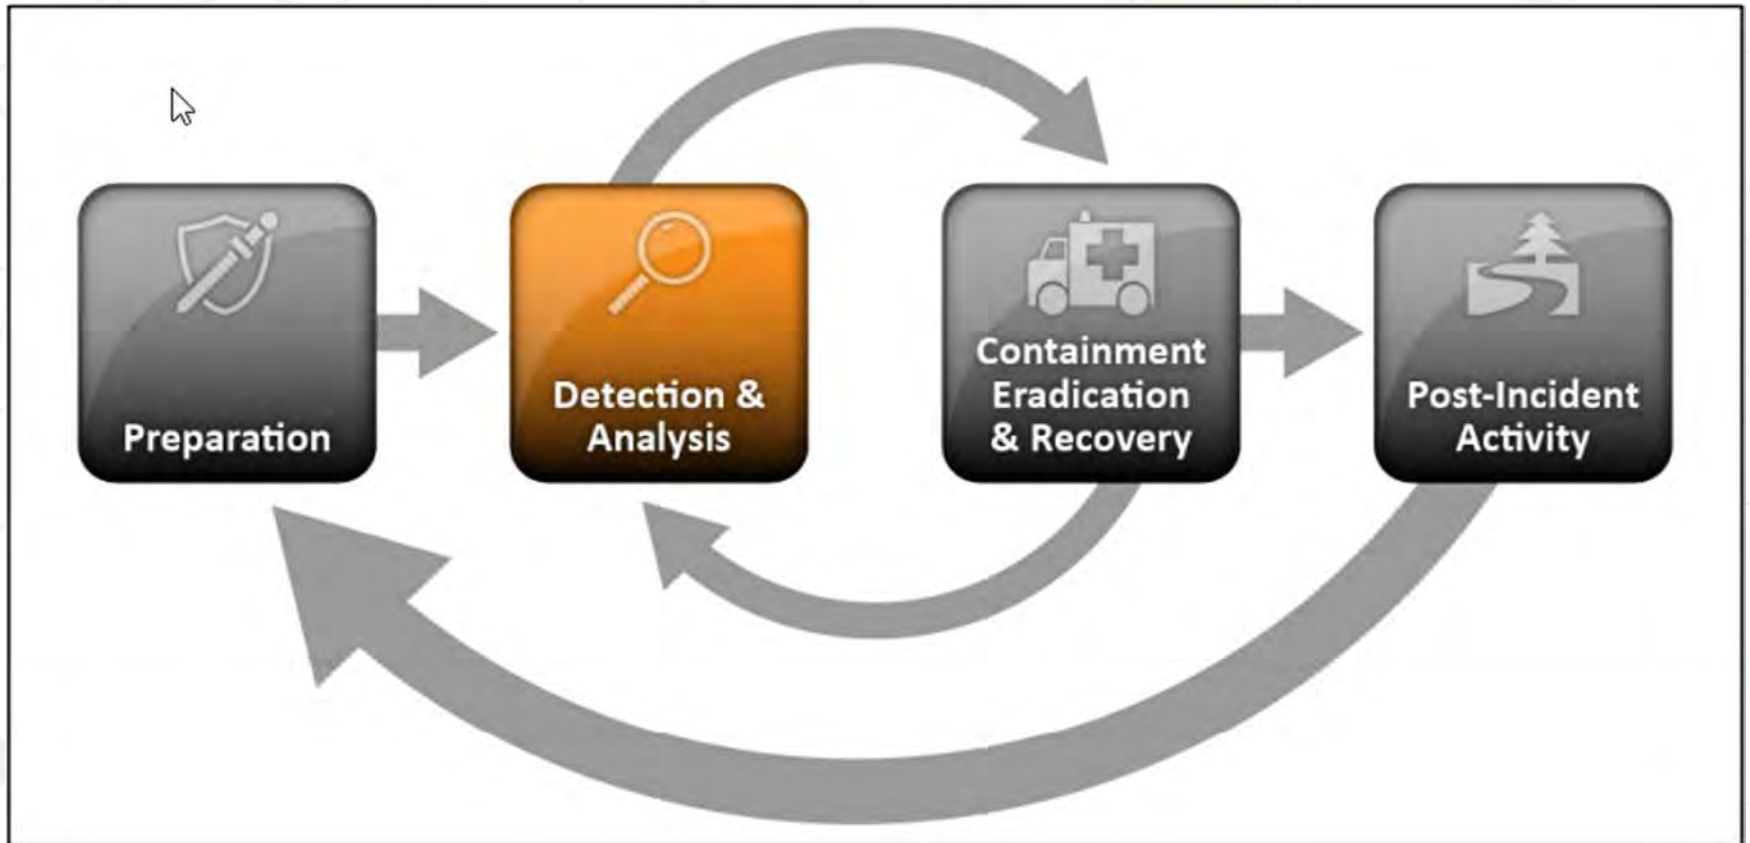 Preparation
Detection &
Analysis
Containment
Eradication
& Recovery
Post-Incident
Activity